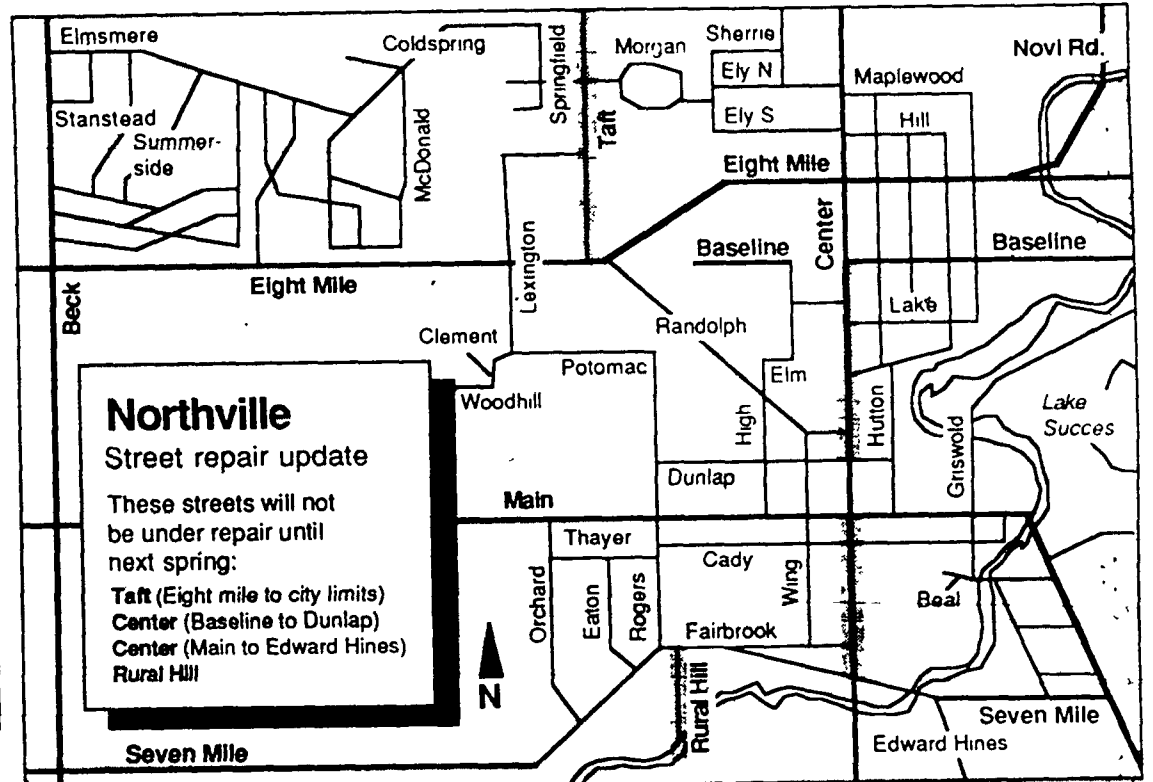 Elmsmere
Coldspring
Springfield
Morgan
Sherrie
Novi Rd.
Ely N
Maplewood
Stanstead
Summer-
side
McDonald
Taft
Ely S
Hill
Eight Mile
Lexington
Center
Baseline
Baseline
Beck
Eight Mile
Lake
Clement
Randolph
Potomac
Elm
Woodhill
High
Hutton
Griswold
Lake
Succes
Northville
Street repair update
These streets will not
be under repair until
next spring:
Taft (Eight mile to city limits)
Center (Baseline to Dunlap)
Center (Main to Edward Hines)
Rural Hill
Main
Dunlap
Thayer
Cady
Wing
Orchard
Eaton
Rogers
Beal
Fairbrook
N
Rural Hill
Seven Mile
Edward Hines
Seven Mile